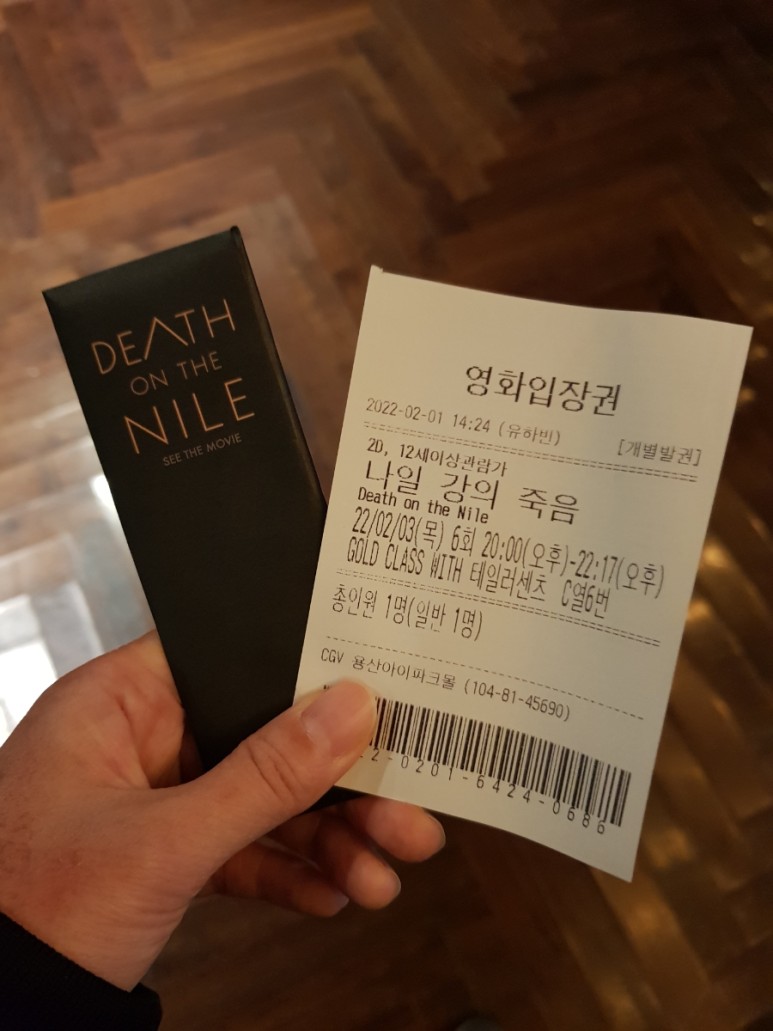 DEATH
ON THE
NILE
SEE THE MOVIE
영화입장권
2022-02-01 14:24 (유하빈)
[개별발권]
2D, 12세이상관람가
나일 강의 죽음
Death on the Nile
22/02/03(목) 6회 20:00(오후)-22:17(오후)
GOLD CLASS WITH 테일러센츠 C열6번
총인원 1명(일반 1명)
CGV 용산아이파크몰 (104-81-45690)
2-0201-6424-0686